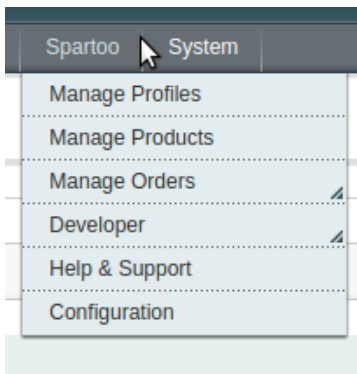 Spartoo System
Manage Profiles
Manage Products
Manage Orders
Developer
Help & Support
Configuration